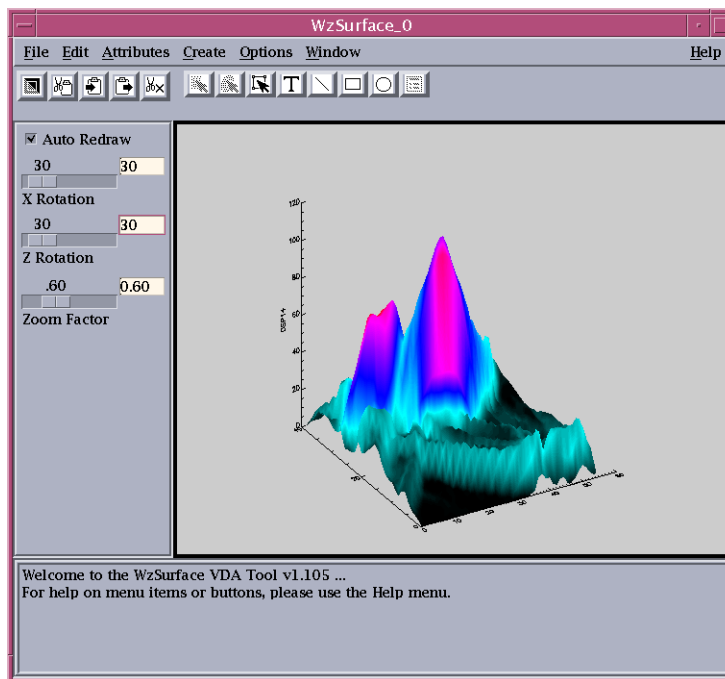 WzSurface_0
File Edit Attributes Create Options Window Help
T
Auto Redraw
30 30
X Rotation
30 30
Z Rotation
.60 0.60
Zoom Factor
120
100
80
60
40
20
0
Welcome to the WzSurface VDA Tool v1.105 ...
For help on menu items or buttons, please use the Help menu.